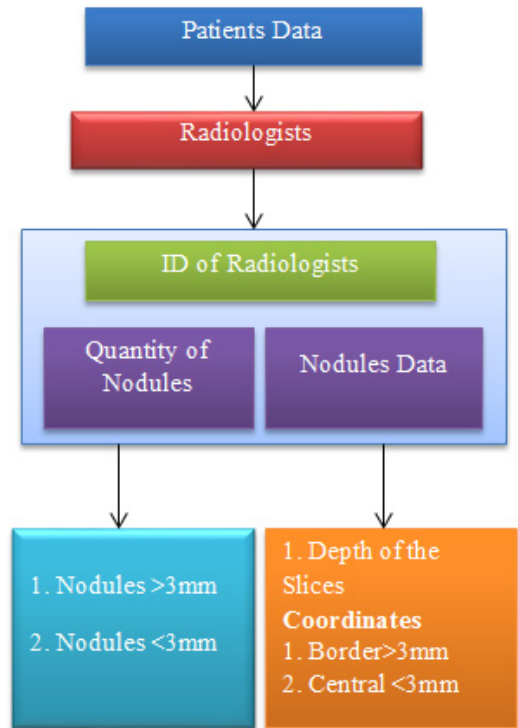 Patients Data
Radiologists
ID of Radiologists
Quantity of
Nodules
Nodules Data
1. Nodules >3mm
2. Nodules <3mm
1. Depth of the
Slices
Coordinates
1. Border>3mm
2. Central <3mm